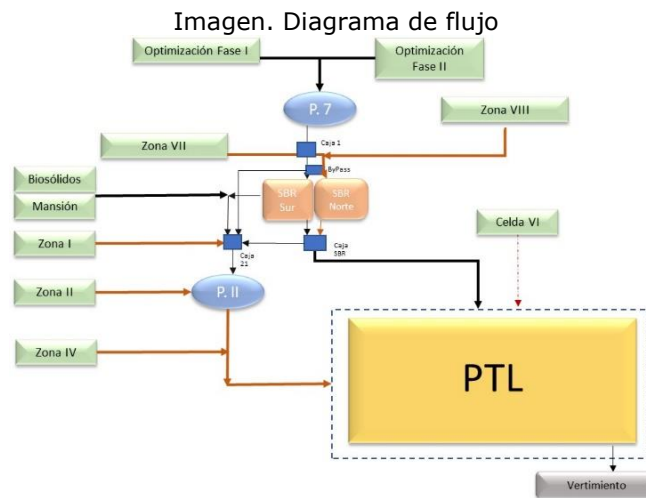 Imagen. Diagrama de flujo
Optimización Fase I
Optimización
Fase II
P. 7
Zona VIII
Caja 1
Zona VII
ByPass
Biosólidos
SBR
Sur
SBR
Norte
Mansión
Celda VI
Zona I
Caja
21
Caja
SBR
Zona II
P. II
Zona IV
PTL
Vertimiento